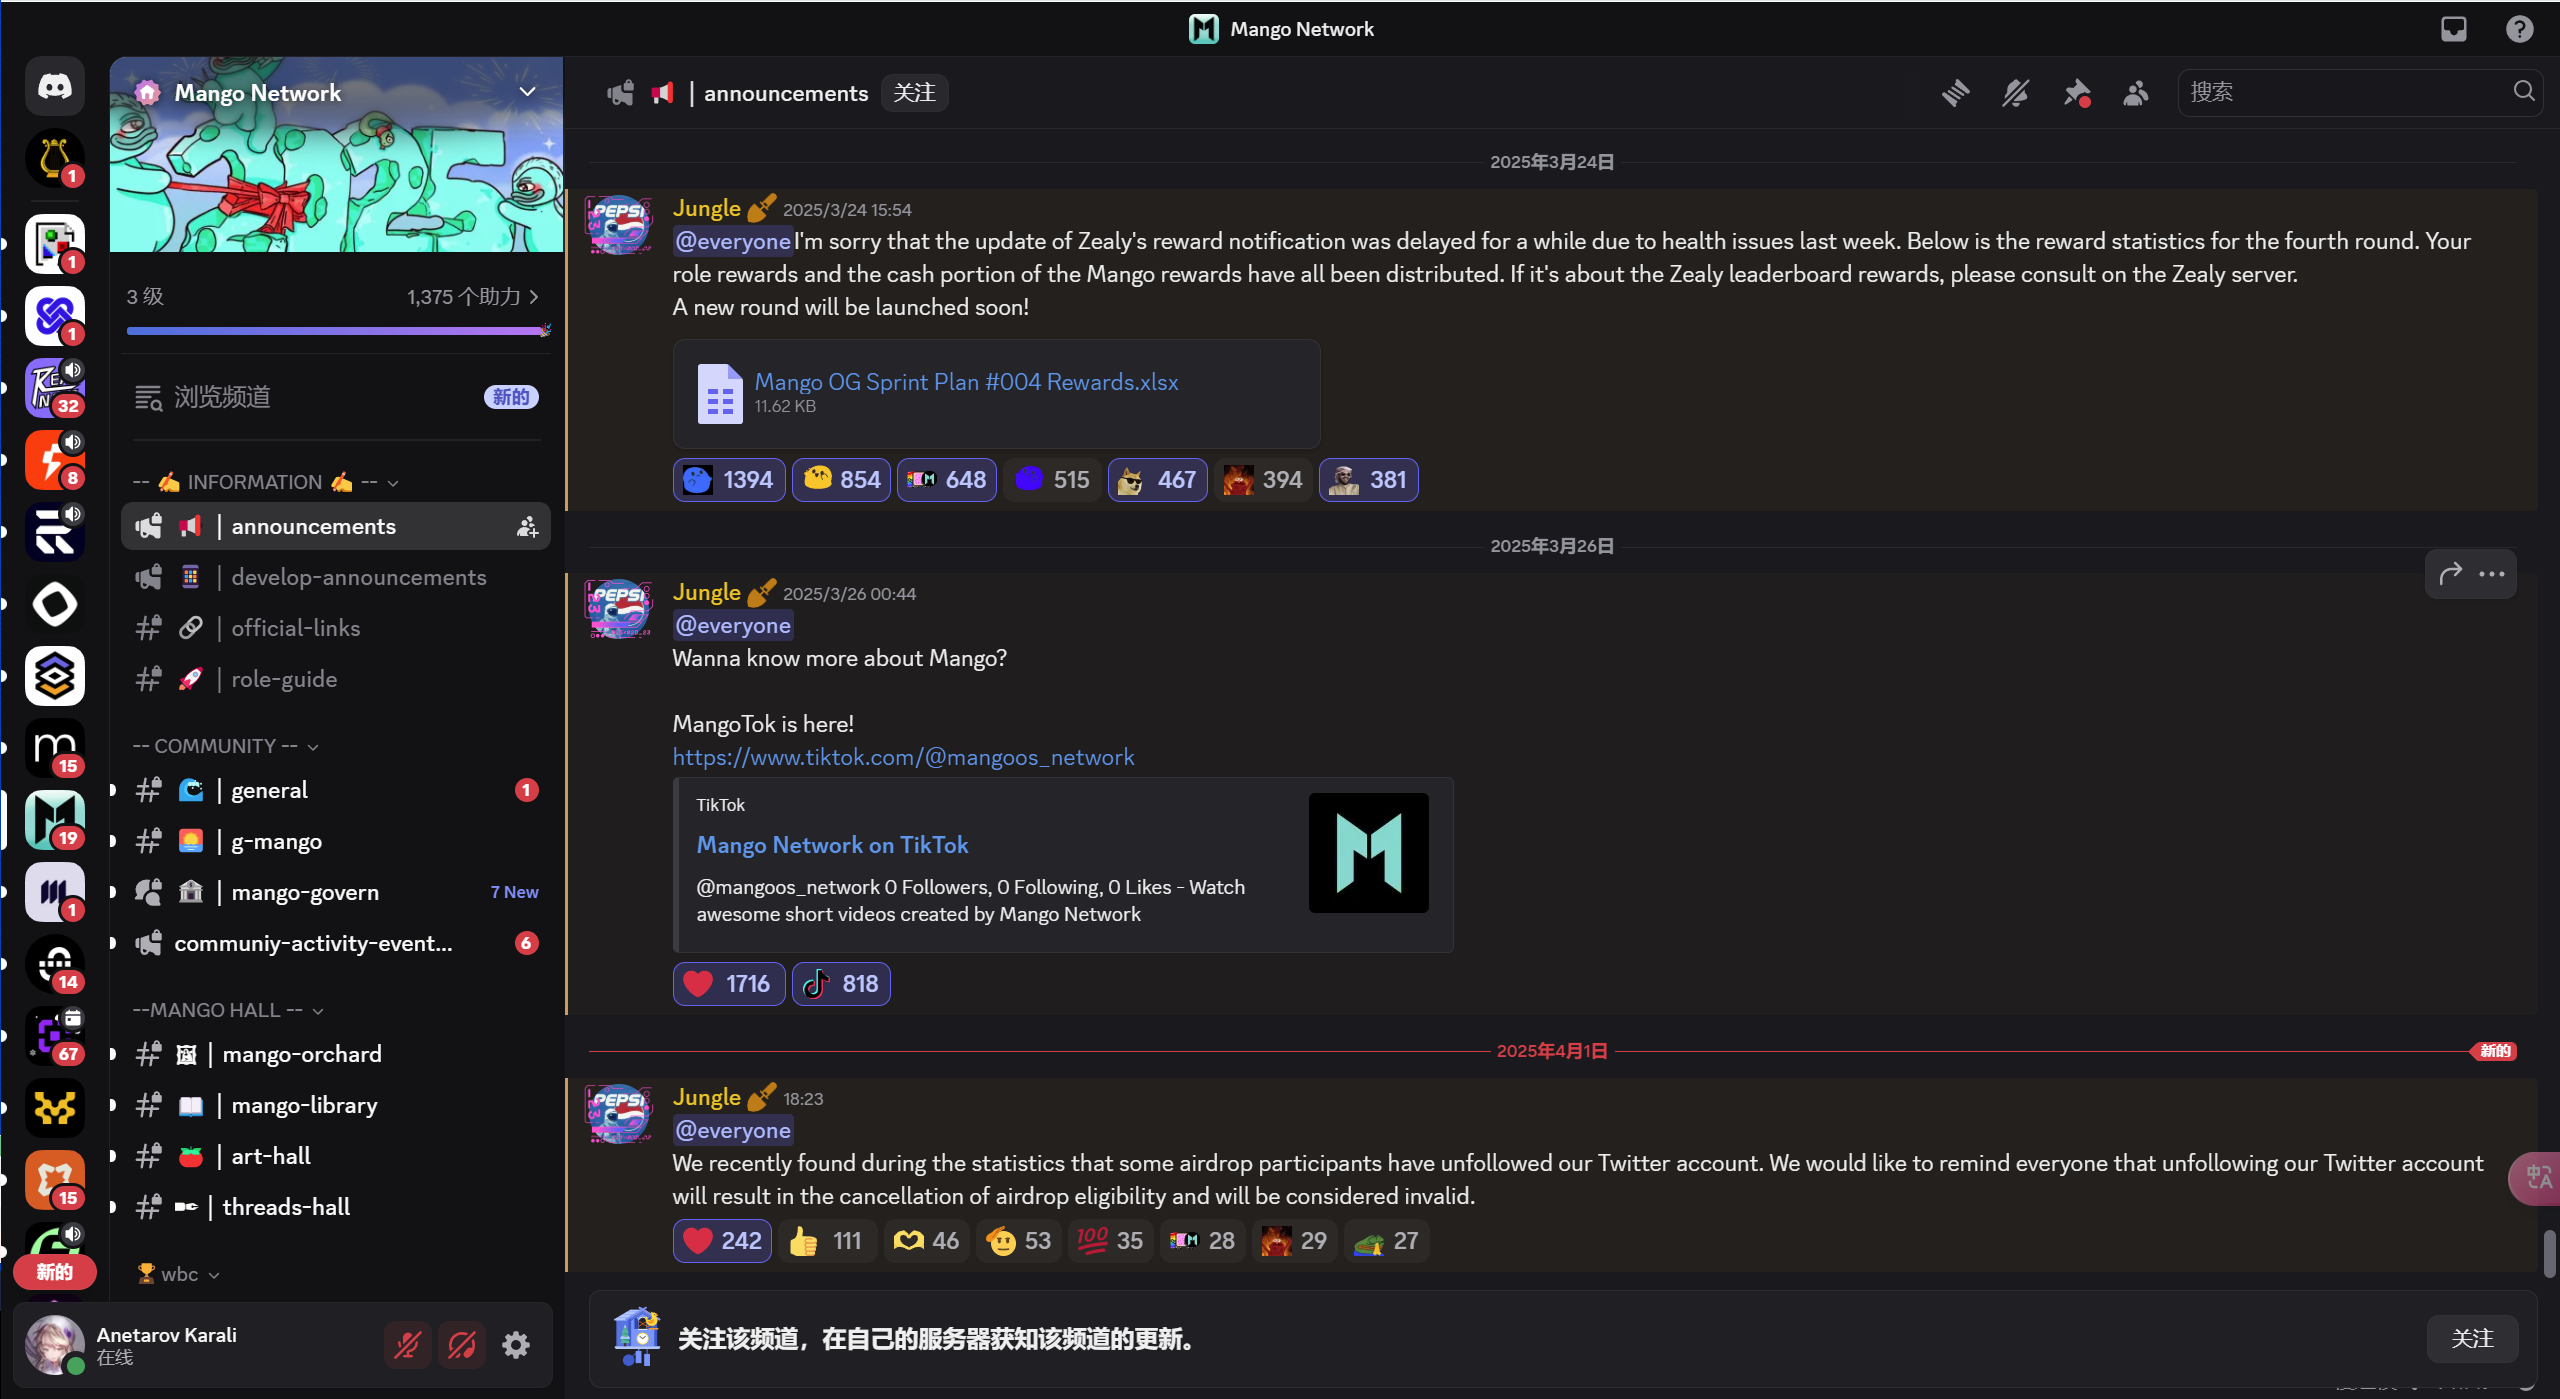 Mango Network
Mango Network
3 级
1,375 个助力
浏览频道
新的
-- INFORMATION --
| announcements
| develop-announcements
| official-links
| role-guide
-- COMMUNITY --
| general
1
| g-mango
| mango-govern
7 New
communiy-activity-event...
6
--MANGO HALL --
| mango-orchard
| mango-library
| art-hall
| threads-hall
wbc
1
1
1
32
8
15
19
1
14
67
15
新的
Anetarov Karali
在线
| announcements
关注
搜索
2025年3月24日
Jungle 2025/3/24 15:54
@everyone I'm sorry that the update of Zealy's reward notification was delayed for a while due to health issues last week. Below is the reward statistics for the fourth round. Your
role rewards and the cash portion of the Mango rewards have all been distributed. If it's about the Zealy leaderboard rewards, please consult on the Zealy server.
A new round will be launched soon!
Mango OG Sprint Plan #004 Rewards.xlsx
11.62 KB
1394 854 648 515 467 394 381
2025年3月26日
Jungle 2025/3/26 00:44
@everyone
Wanna know more about Mango?
MangoTok is here!
https://www.tiktok.com/@mangoos_network
TikTok
Mango Network on TikTok
@mangoos_network 0 Followers, 0 Following, 0 Likes - Watch
awesome short videos created by Mango Network
1716 818
2025年4月1日
新的
Jungle 18:23
@everyone
We recently found during the statistics that some airdrop participants have unfollowed our Twitter account. We would like to remind everyone that unfollowing our Twitter account
will result in the cancellation of airdrop eligibility and will be considered invalid.
242 111 46 53 35 28 29 27
关注该频道，在自己的服务器获知该频道的更新。
关注